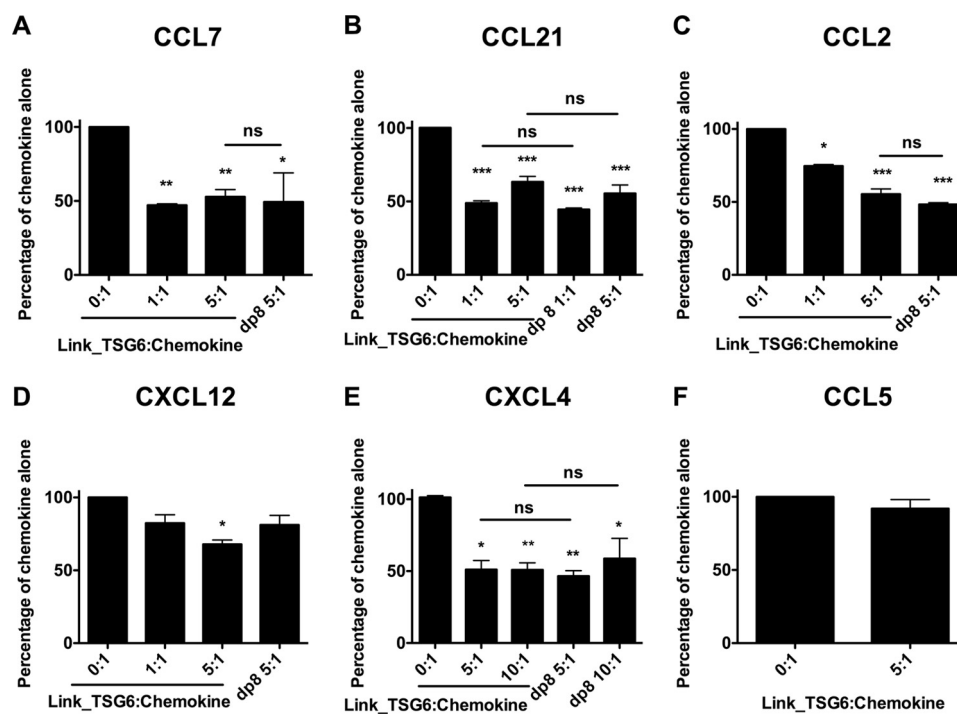 A
CCL7
Percentage of chemokine alone
100
50
0
ns
**
**
*
0:1
1:1
5:1
dp8 5:1
Link_TSG6:Chemokine
B
CCL21
Percentage of chemokine alone
100
50
0
ns
ns
***
***
***
***
0:1
1:1
5:1
dp 8 1:1
dp8 5:1
Link_TSG6:Chemokine
C
CCL2
Percentage of chemokine alone
100
50
0
ns
*
***
***
0:1
1:1
5:1
dp8 5:1
Link_TSG6:Chemokine
D
CXCL12
Percentage of chemokine alone
100
50
0
*
0:1
1:1
5:1
dp8 5:1
Link_TSG6:Chemokine
E
CXCL4
Percentage of chemokine alone
100
50
0
ns
ns
*
**
**
*
0:1
5:1
10:1
dp8 5:1
dp8 10:1
Link_TSG6:Chemokine
F
CCL5
Percentage of chemokine alone
100
50
0
0:1
5:1
Link_TSG6:Chemokine